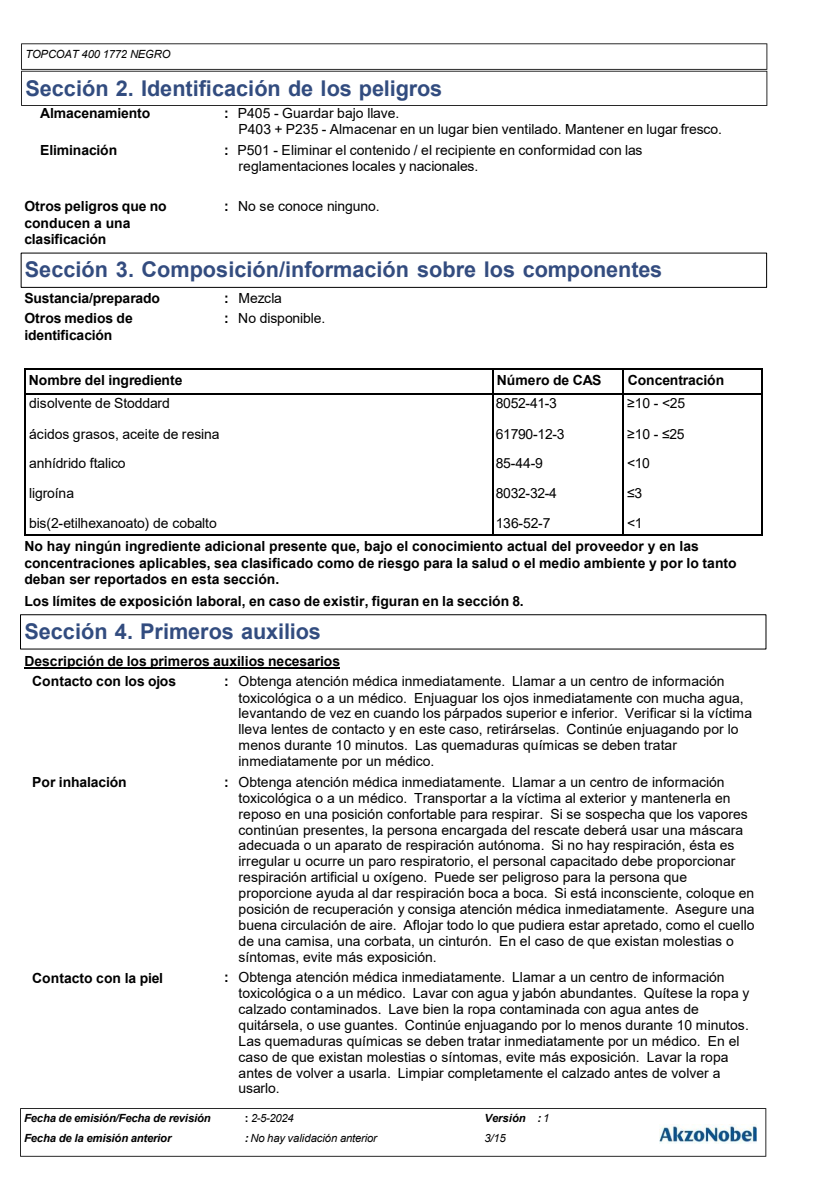 TOPCOAT 400 1772 NEGRO
Sección 2. Identificación de los peligros
Almacenamiento : P405 - Guardar bajo llave.
P403 + P235 - Almacenar en un lugar bien ventilado. Mantener en lugar fresco.
Eliminación : P501 - Eliminar el contenido / el recipiente en conformidad con las
reglamentaciones locales y nacionales.
Otros peligros que no : No se conoce ninguno.
conducen a una
clasificación
Sección 3. Composición/información sobre los componentes
Sustancia/preparado : Mezcla
Otros medios de : No disponible.
identificación
Nombre del ingrediente Número de CAS Concentración
disolvente de Stoddard 8052-41-3 ≥10 - <25
ácidos grasos, aceite de resina 61790-12-3 ≥10 - ≤25
anhídrido ftalico 85-44-9 <10
ligroína 8032-32-4 ≤3
bis(2-etilhexanoato) de cobalto 136-52-7 <1
No hay ningún ingrediente adicional presente que, bajo el conocimiento actual del proveedor y en las
concentraciones aplicables, sea clasificado como de riesgo para la salud o el medio ambiente y por lo tanto
deban ser reportados en esta sección.
Los límites de exposición laboral, en caso de existir, figuran en la sección 8.
Sección 4. Primeros auxilios
Descripción de los primeros auxilios necesarios
Contacto con los ojos : Obtenga atención médica inmediatamente. Llamar a un centro de información
toxicológica o a un médico. Enjuaguar los ojos inmediatamente con mucha agua,
levantando de vez en cuando los párpados superior e inferior. Verificar si la víctima
lleva lentes de contacto y en este caso, retirárselas. Continúe enjuagando por lo
menos durante 10 minutos. Las quemaduras químicas se deben tratar
inmediatamente por un médico.
Por inhalación : Obtenga atención médica inmediatamente. Llamar a un centro de información
toxicológica o a un médico. Transportar a la víctima al exterior y mantenerla en
reposo en una posición confortable para respirar. Si se sospecha que los vapores
continúan presentes, la persona encargada del rescate deberá usar una máscara
adecuada o un aparato de respiración autónoma. Si no hay respiración, ésta es
irregular u ocurre un paro respiratorio, el personal capacitado debe proporcionar
respiración artificial u oxígeno. Puede ser peligroso para la persona que
proporcione ayuda al dar respiración boca a boca. Si está inconsciente, coloque en
posición de recuperación y consiga atención médica inmediatamente. Asegure una
buena circulación de aire. Aflojar todo lo que pudiera estar apretado, como el cuello
de una camisa, una corbata, un cinturón. En el caso de que existan molestias o
síntomas, evite más exposición.
Contacto con la piel : Obtenga atención médica inmediatamente. Llamar a un centro de información
toxicológica o a un médico. Lavar con agua y jabón abundantes. Quítese la ropa y
calzado contaminados. Lave bien la ropa contaminada con agua antes de
quitársela, o use guantes. Continúe enjuagando por lo menos durante 10 minutos.
Las quemaduras químicas se deben tratar inmediatamente por un médico. En el
caso de que existan molestias o síntomas, evite más exposición. Lavar la ropa
antes de volver a usarla. Limpiar completamente el calzado antes de volver a
usarlo.
Fecha de emisión/Fecha de revisión : 2-5-2024 Versión : 1
Fecha de la emisión anterior : No hay validación anterior 3/15 AkzoNobel